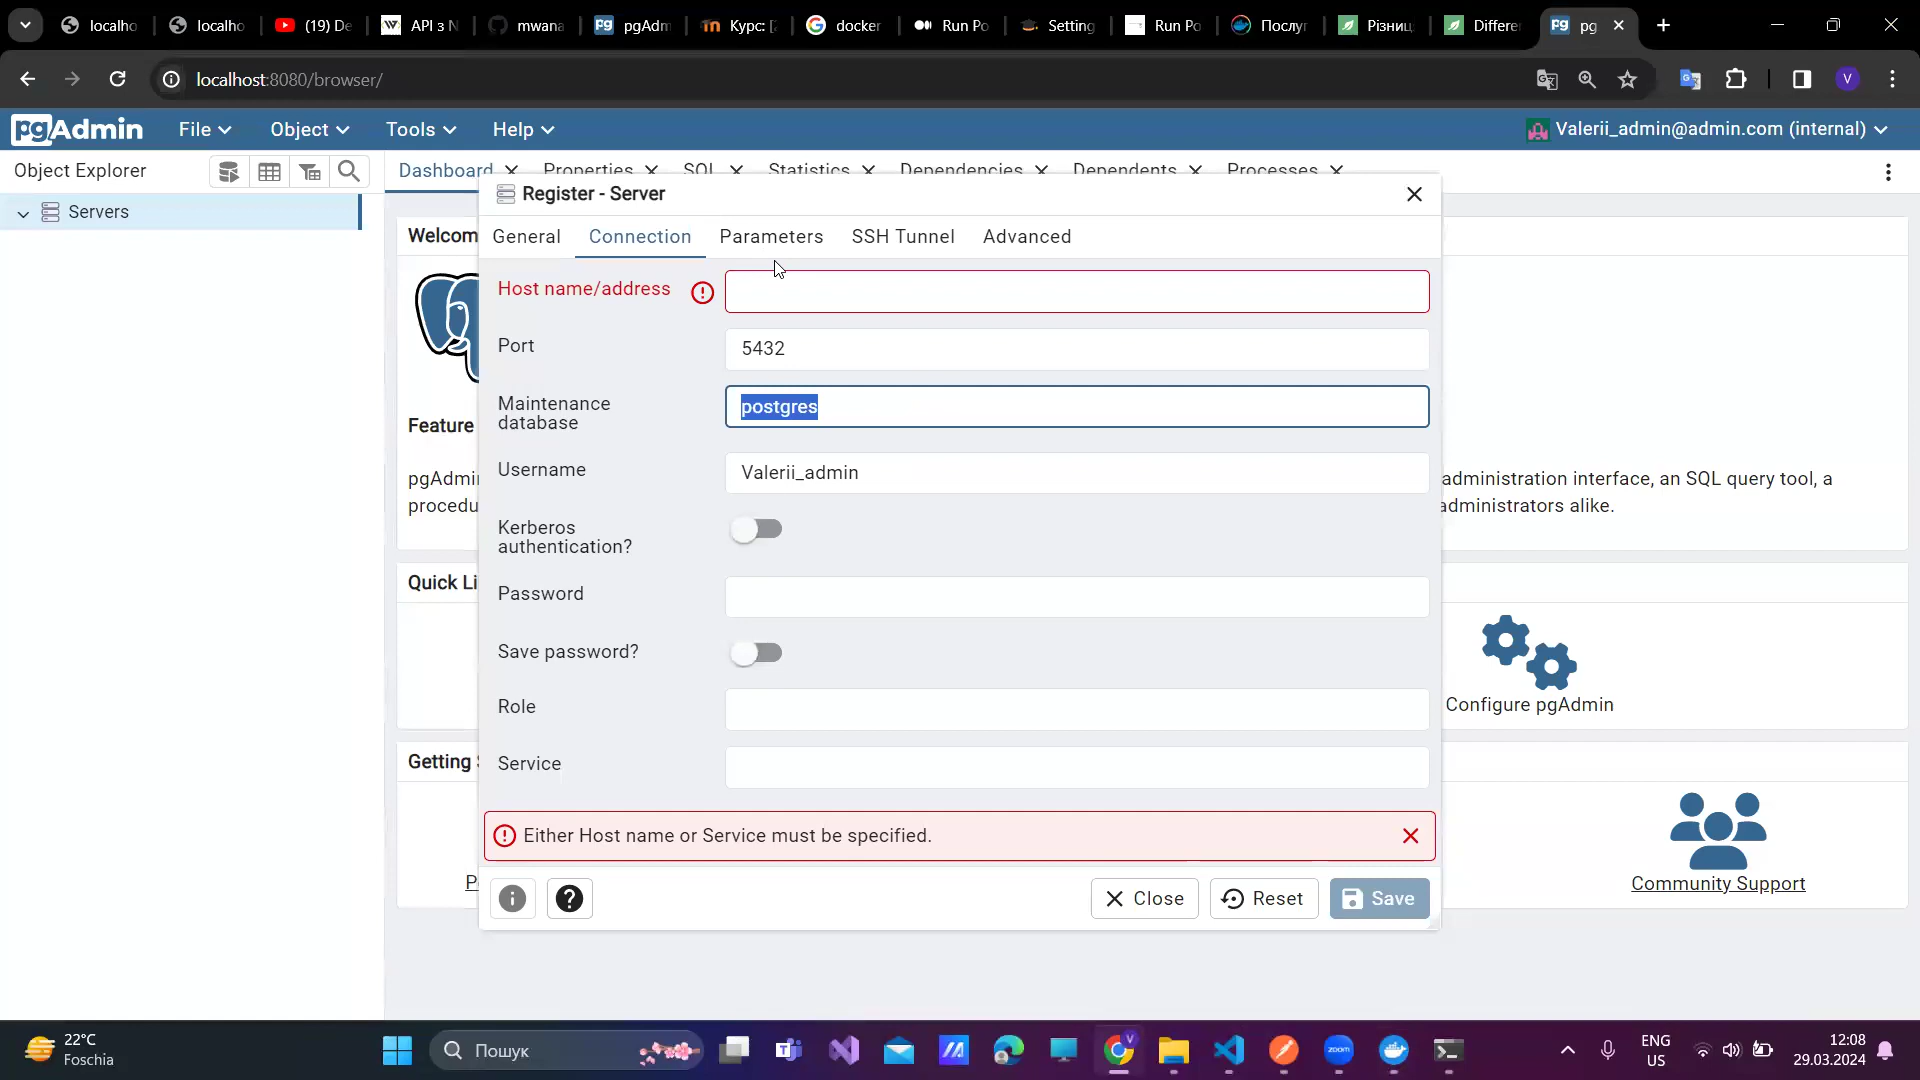 localho
localho
(19) De
API з N
mwana
pgAdm
Курс: [
docker
Run Po
Setting
Run Po
Послуг
Різниц
Differe
pg
localhost:8080/browser/
V
pgAdmin
File
Object
Tools
Help
Valerii_admin@admin.com (internal)
Object Explorer
Dashboard
Properties
SQL
Statistics
Dependencies
Dependents
Processes
Servers
Register - Server
Welcom
General
Connection
Parameters
SSH Tunnel
Advanced
Host name/address
Port
5432
Maintenance
database
postgres
Feature
Username
Valerii_admin
pgAdmi
administration interface, an SQL query tool, a
procedu
administrators alike.
Kerberos
authentication?
Quick Li
Password
Save password?
Role
Configure pgAdmin
Getting S
Service
Either Host name or Service must be specified.
P
Close
Reset
Save
Community Support
22°C
Foschia
Пошук
zoom
ENG
US
12:08
29.03.2024